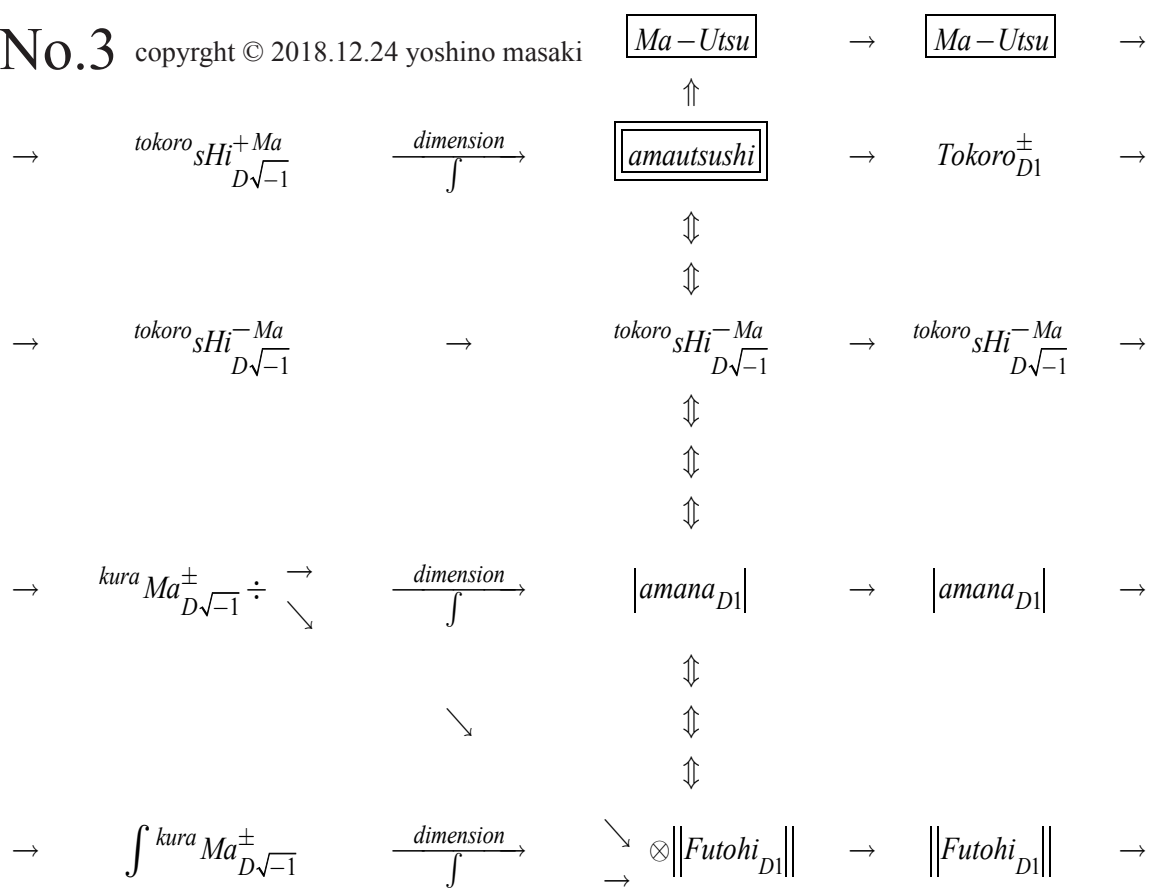 No.3 copyrght © 2018.12.24 yoshino masaki Ma – Utsu → Ma – Utsu →
⇑
→ tokoro sHi + Ma D√−1 dimension ∫ → amautsushi → Tokoro ± D1 →
⇕
⇕
→ tokoro sHi − Ma D√−1 → tokoro sHi − Ma D√−1 → tokoro sHi − Ma D√−1 →
⇕
⇕
⇕
→ kura Ma ± D√−1 ÷ → ↘ dimension ∫ → |amana D1| → |amana D1| →
⇕
↘ ⇕
⇕
→ ∫ kura Ma ± D√−1 dimension ∫ → ↘ → ⊗ ||Futohi D1|| → ||Futohi D1|| →